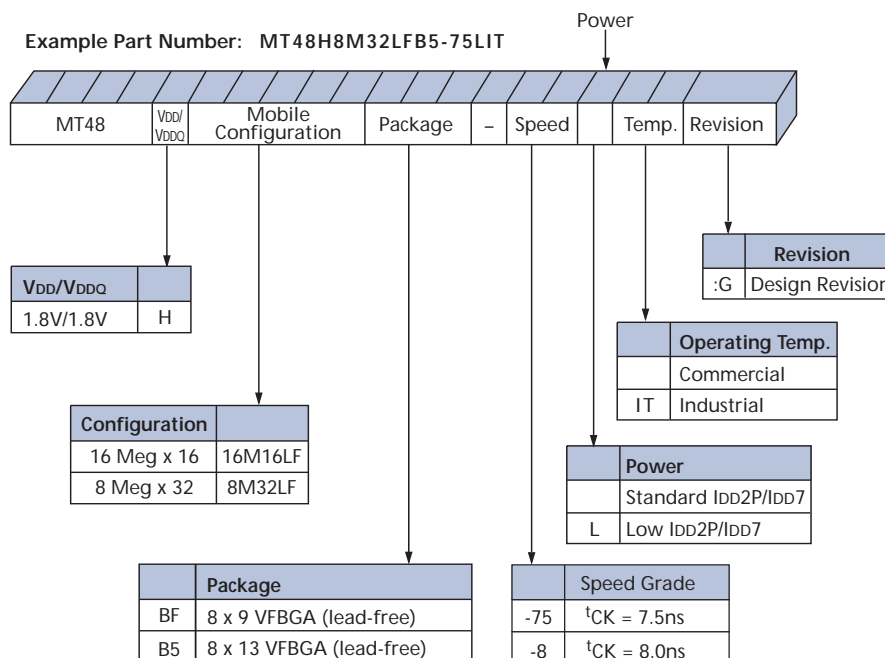 Power
Example Part Number: MT48H8M32LFB5-75LIT
MT48
VDD/
VDDQ
Mobile
Configuration
Package
–
Speed
Temp.
Revision
Revision
:G Design Revision
VDD/VDDQ
1.8V/1.8V H
Operating Temp.
Commercial
IT Industrial
Configuration
16 Meg x 16 16M16LF
8 Meg x 32 8M32LF
Power
Standard IDD2P/IDD7
L Low IDD2P/IDD7
Package
BF 8 x 9 VFBGA (lead-free)
B5 8 x 13 VFBGA (lead-free)
Speed Grade
-75 tCK = 7.5ns
-8 tCK = 8.0ns